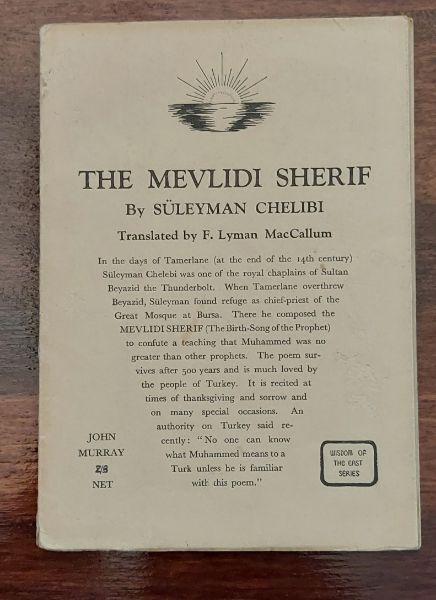 THE MEVLIDI SHERIF
By SÜLEYMAN CHELIBI
Translated by F. Lyman MacCallum
In the days of Tamerlane (at the end of the 14th century)
Süleyman Chelebi was one of the royal chaplains of Sultan
Beyazid the Thunderbolt. When Tamerlane overthrew
Beyazid, Süleyman found refuge as chief-priest of the
Great Mosque at Bursa. There he composed the
MEVLIDI SHERIF (The Birth-Song of the Prophet)
to confute a teaching that Muhammed was no
greater than other prophets. The poem sur-
vives after 500 years and is much loved by
the people of Turkey. It is recited at
times of thanksgiving and sorrow and
on many special occasions. An
authority on Turkey said re-
cently: "No one can know
what Muhammed means to a
Turk unless he is familiar
with this poem."
JOHN
MURRAY
2/6
NET
WISDOM OF
THE EAST
SERIES